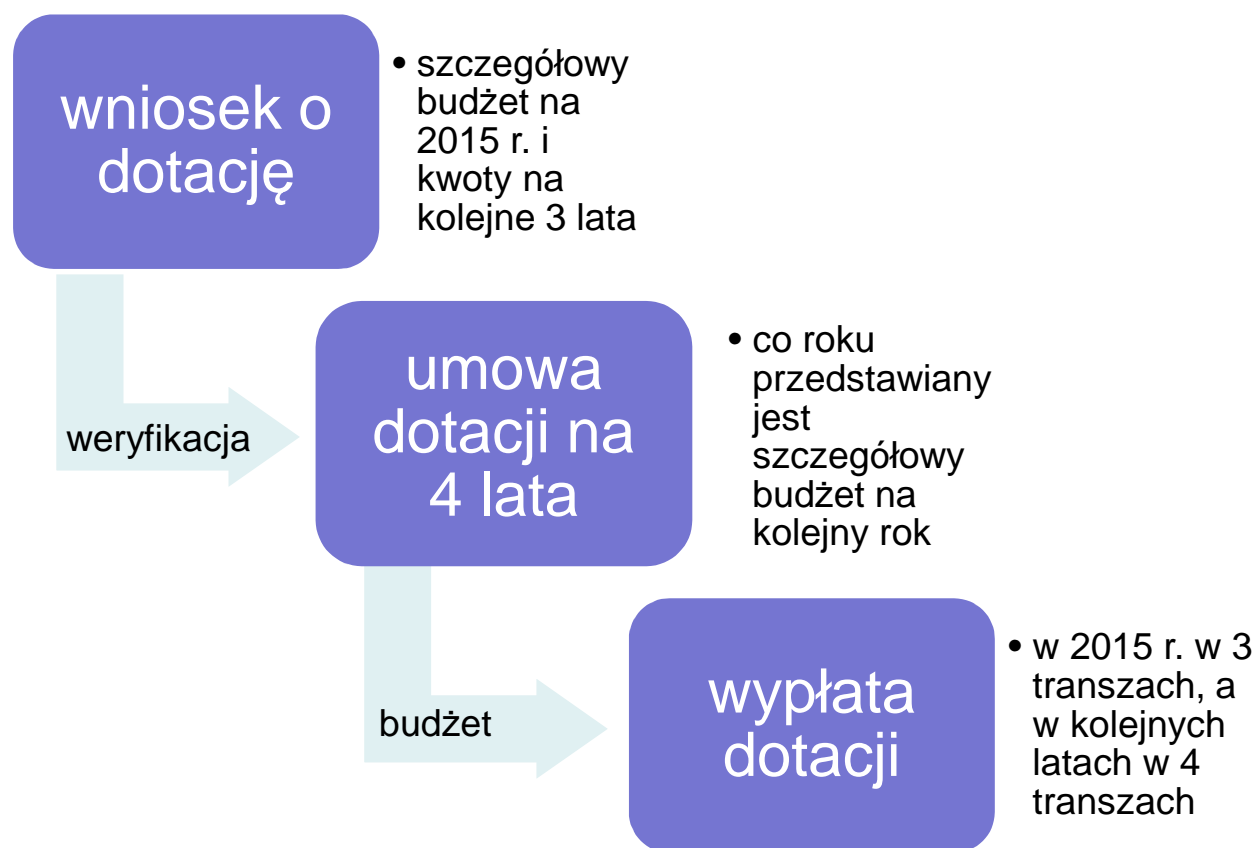 wniosek o
dotację
• szczegółowy
budżet na
2015 r. i
kwoty na
kolejne 3 lata
weryfikacja
umowa
dotacji na
4 lata
• co roku
przedstawiany
jest
szczegółowy
budżet na
kolejny rok
budżet
wypłata
dotacji
• w 2015 r. w 3
transzach, a
w kolejnych
latach w 4
transzach